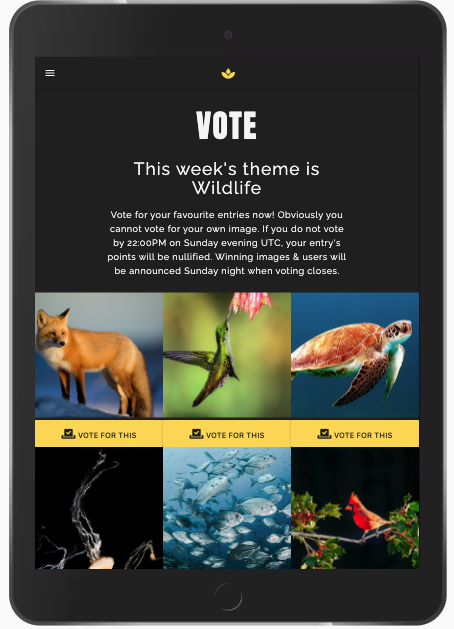 VOTE
This week's theme is
Wildlife
Vote for your favourite entries now! Obviously you
cannot vote for your own image. If you do not vote
by 22:00PM on Sunday evening UTC, your entry's
points will be nullified. Winning images & users will
be announced Sunday night when voting closes.
VOTE FOR THIS VOTE FOR THIS VOTE FOR THIS